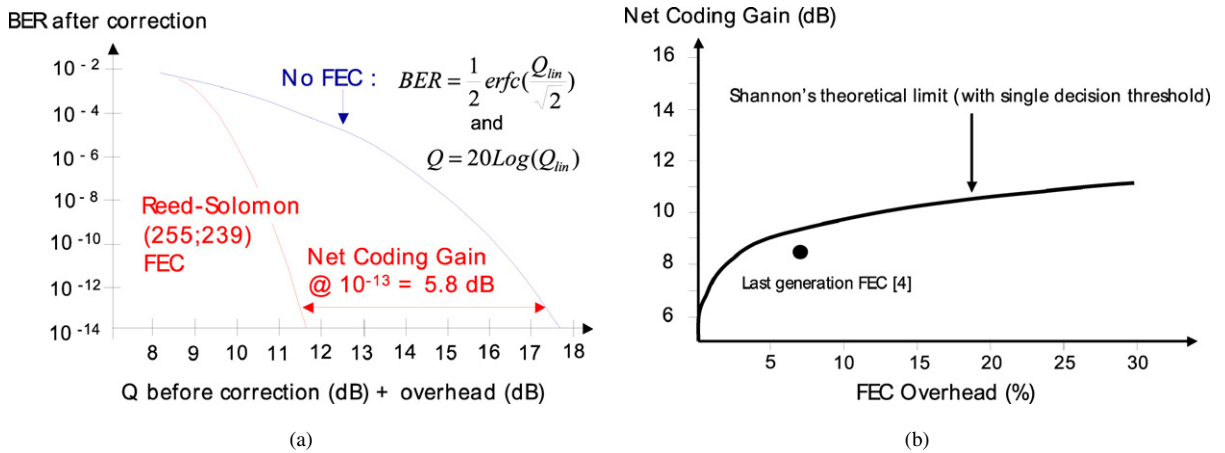 BER after correction
10⁻²
10⁻⁴
10⁻⁶
10⁻⁸
10⁻¹⁰
10⁻¹²
10⁻¹⁴
No FEC :
BER = 1/2 erfc(Q_lin/√2)
and
Q = 20Log(Q_lin)
Reed-Solomon
(255;239)
FEC
Net Coding Gain
@ 10⁻¹³ = 5.8 dB
8 9 10 11 12 13 14 15 16 17 18
Q before correction (dB) + overhead (dB)
(a)
Net Coding Gain (dB)
16
14
12
10
8
6
Shannon's theoretical limit (with single decision threshold)
Last generation FEC [4]
5 10 15 20 25 30
FEC Overhead (%)
(b)